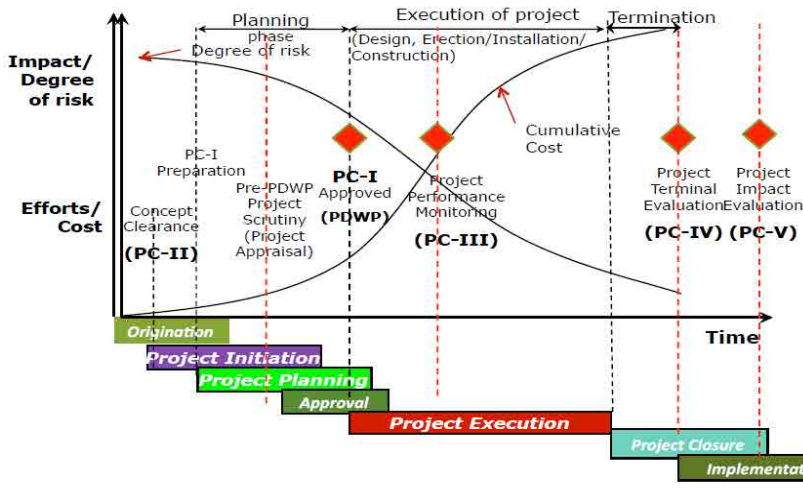 Planning
phase
Degree of risk
Execution of project
(Design, Erection/Installation/
Construction)
Termination
Impact/
Degree
of risk
Cumulative
Cost
PC-I
Preparation
Pre-PDWP
Project
Scrutiny
(Project
Appraisal)
PC-I
Approved
(PDWP)
Project
Performance
Monitoring)
(PC-III)
Project
Terminal
Evaluation
(PC-IV)
Project
Impact
Evaluation
(PC-V)
Efforts/
Cost
Concept
Clearance
(PC-II)
Time
Origination
Project Initiation
Project Planning
Approval
Project Execution
Project Closure
Implementat